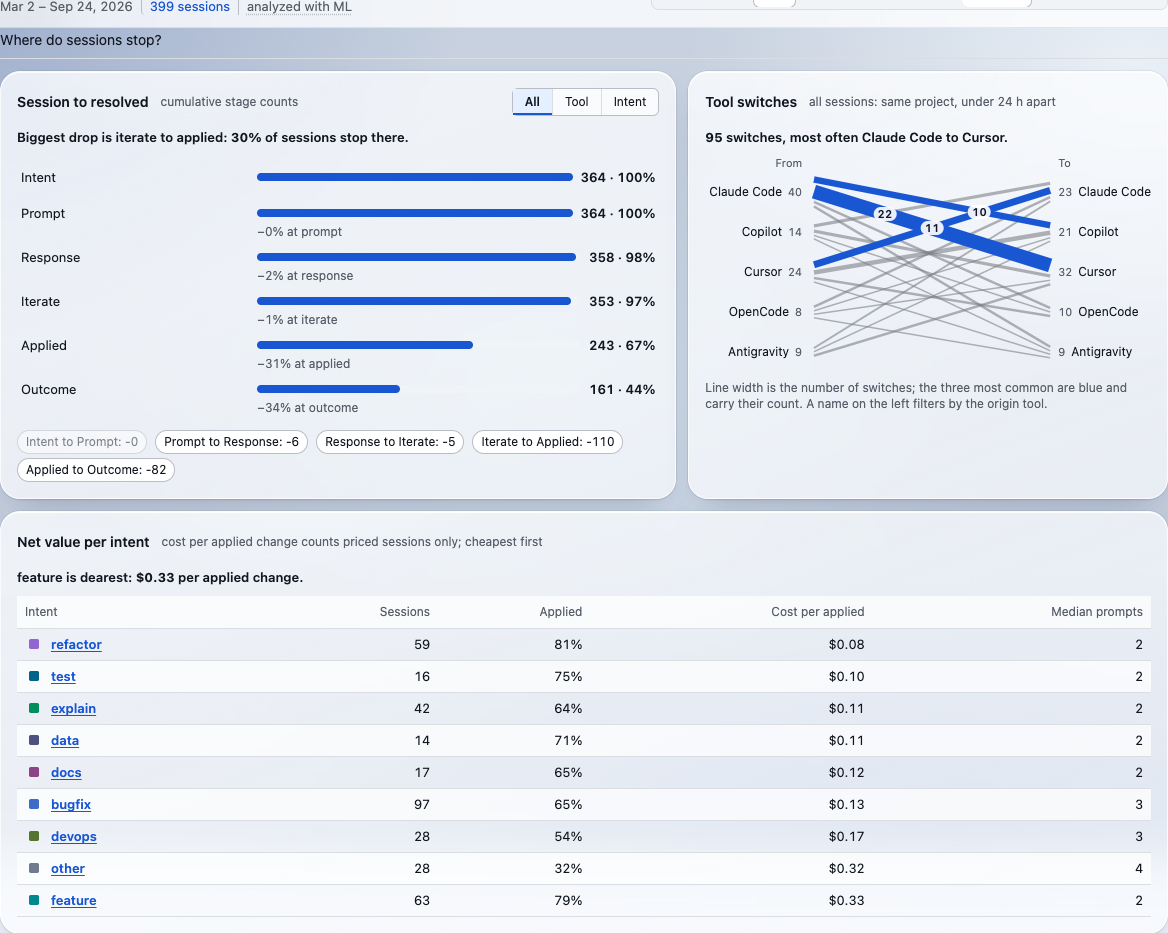 Mar 2 – Sep 24, 2026 399 sessions analyzed with ML
Where do sessions stop?
Session to resolved cumulative stage counts
All Tool Intent
Biggest drop is iterate to applied: 30% of sessions stop there.
Intent 364 · 100%
Prompt 364 · 100%
−0% at prompt
Response 358 · 98%
−2% at response
Iterate 353 · 97%
−1% at iterate
Applied 243 · 67%
−31% at applied
Outcome 161 · 44%
−34% at outcome
Intent to Prompt: -0 Prompt to Response: -6 Response to Iterate: -5 Iterate to Applied: -110
Applied to Outcome: -82
Tool switches all sessions: same project, under 24 h apart
95 switches, most often Claude Code to Cursor.
From To
Claude Code 40 23 Claude Code
22 10
11
Copilot 14 21 Copilot
Cursor 24 32 Cursor
OpenCode 8 10 OpenCode
Antigravity 9 9 Antigravity
Line width is the number of switches; the three most common are blue and
carry their count. A name on the left filters by the origin tool.
Net value per intent cost per applied change counts priced sessions only; cheapest first
feature is dearest: $0.33 per applied change.
Intent Sessions Applied Cost per applied Median prompts
refactor 59 81% $0.08 2
test 16 75% $0.10 2
explain 42 64% $0.11 2
data 14 71% $0.11 2
docs 17 65% $0.12 2
bugfix 97 65% $0.13 3
devops 28 54% $0.17 3
other 28 32% $0.32 4
feature 63 79% $0.33 2